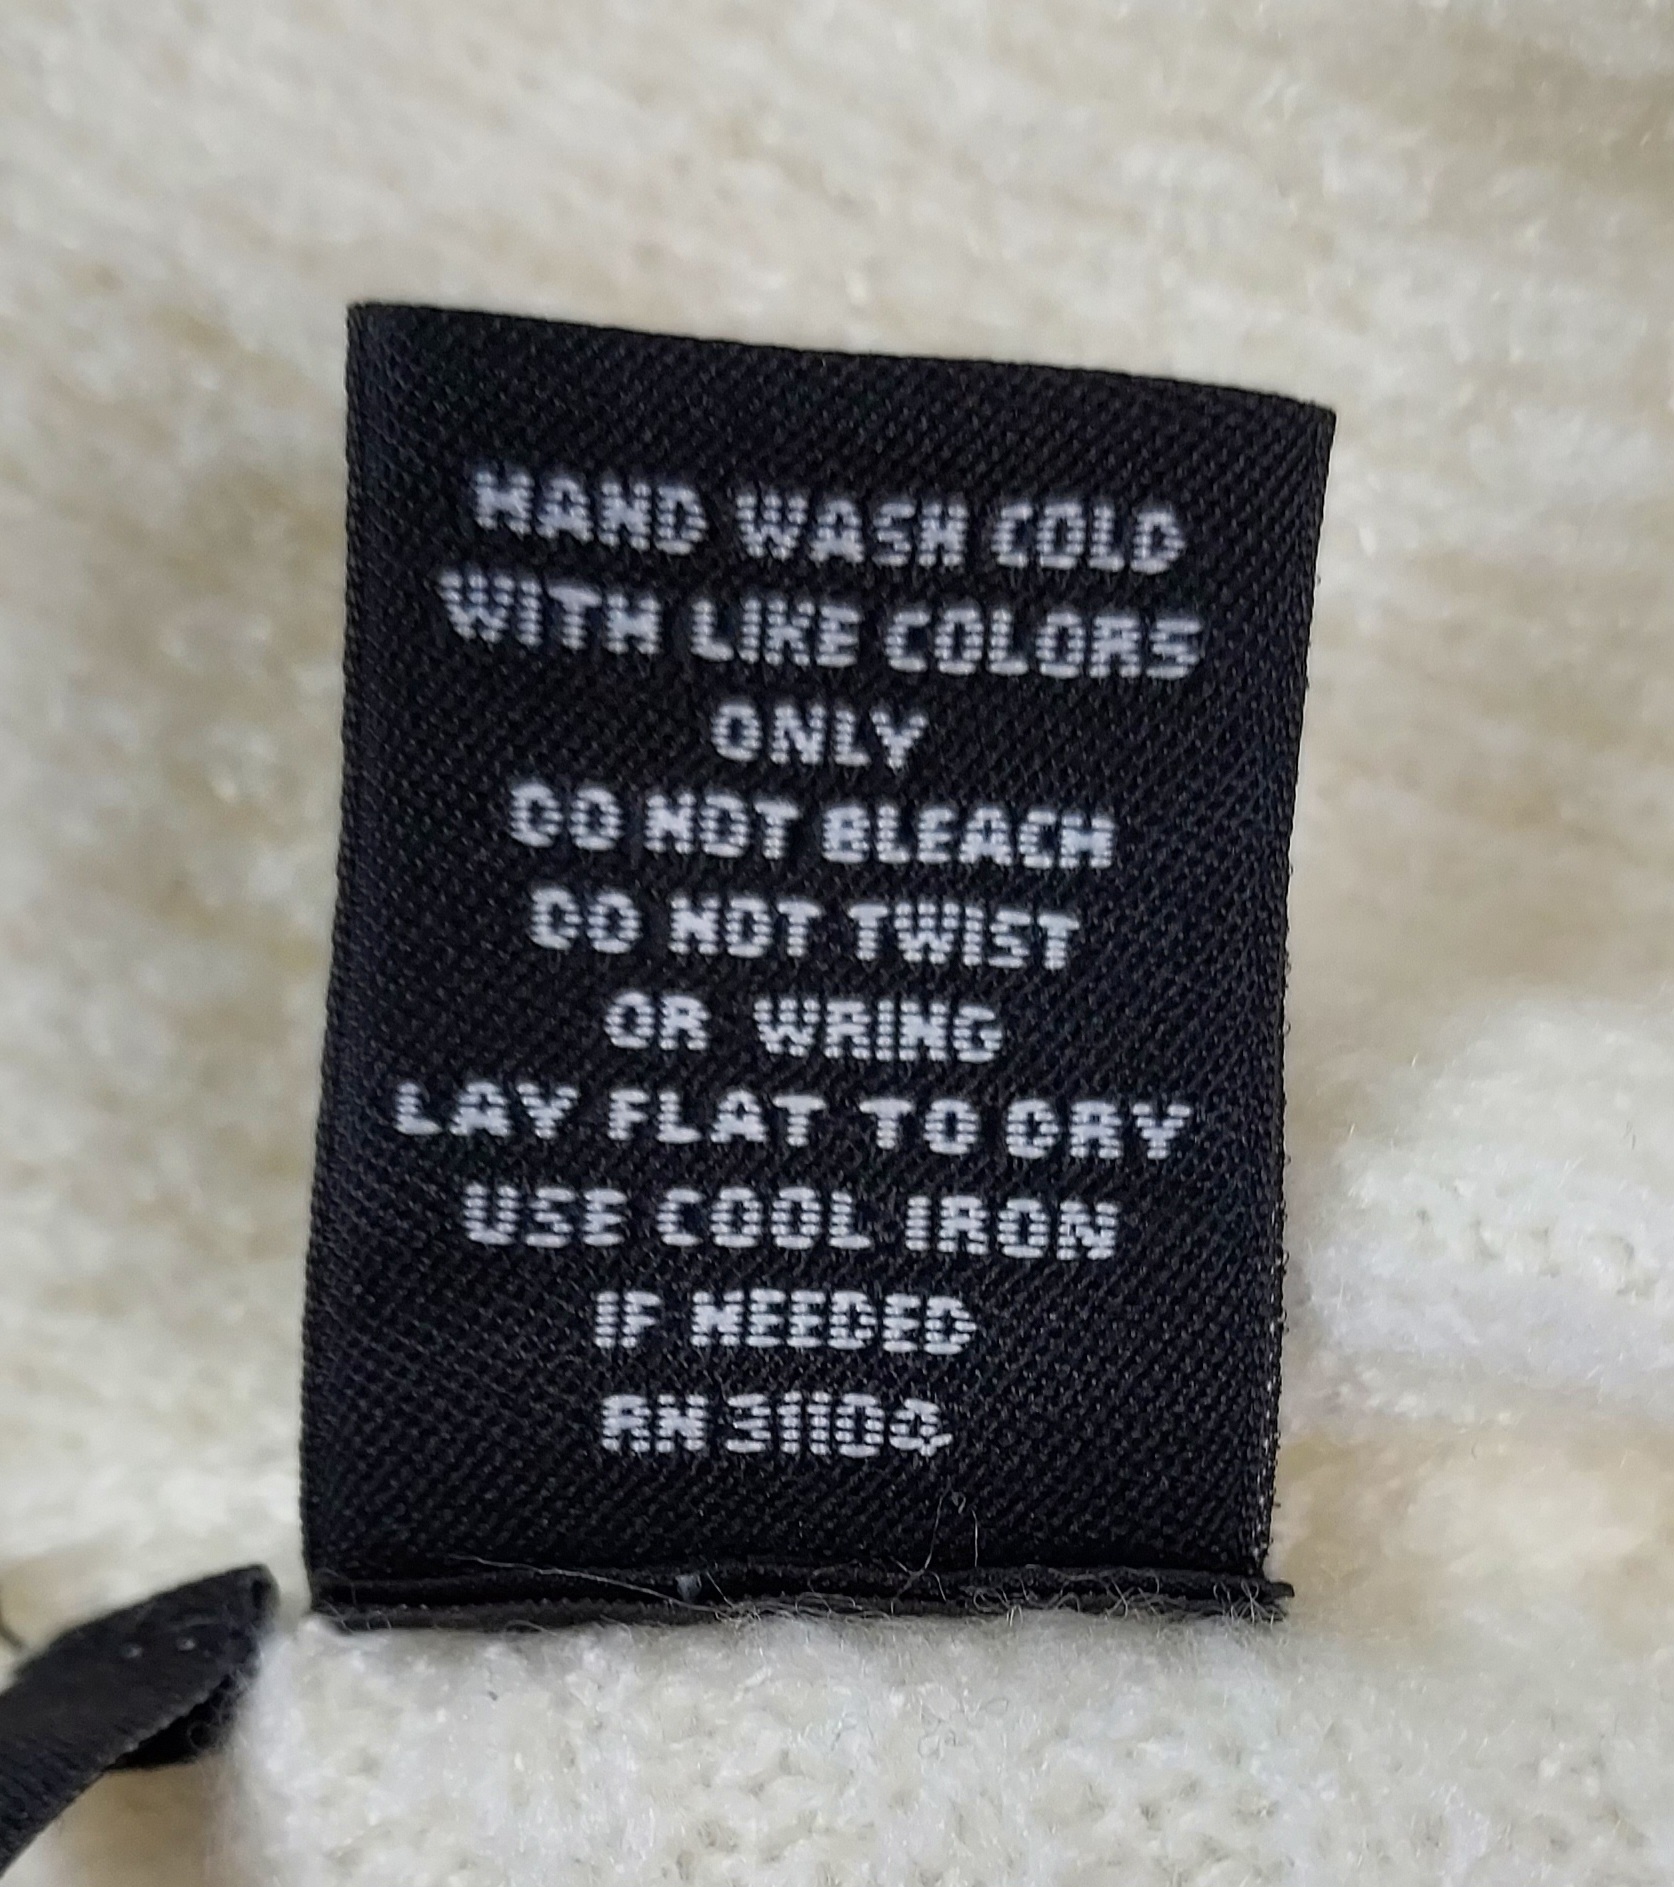 HAND WASH COLD
WITH LIKE COLORS
ONLY
DO NOT BLEACH
DO NOT TWIST
OR WRING
LAY FLAT TO DRY
USE COOL IRON
IF NEEDED
RN 31104